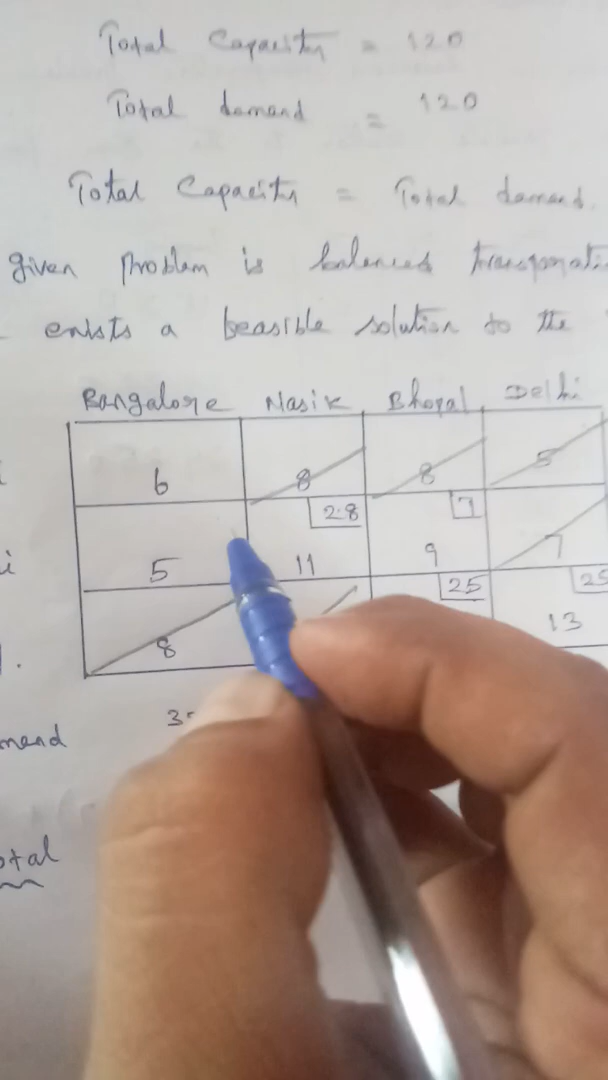 Total Capacity = 120
Total demand = 120
Total Capacity = Total demand.
given problem is balanced
exists a feasible solution to the
Bangalore Nasik Bhopal Delhi
6 8 8 5
28 7
5 11 9 7
25 25
8 13